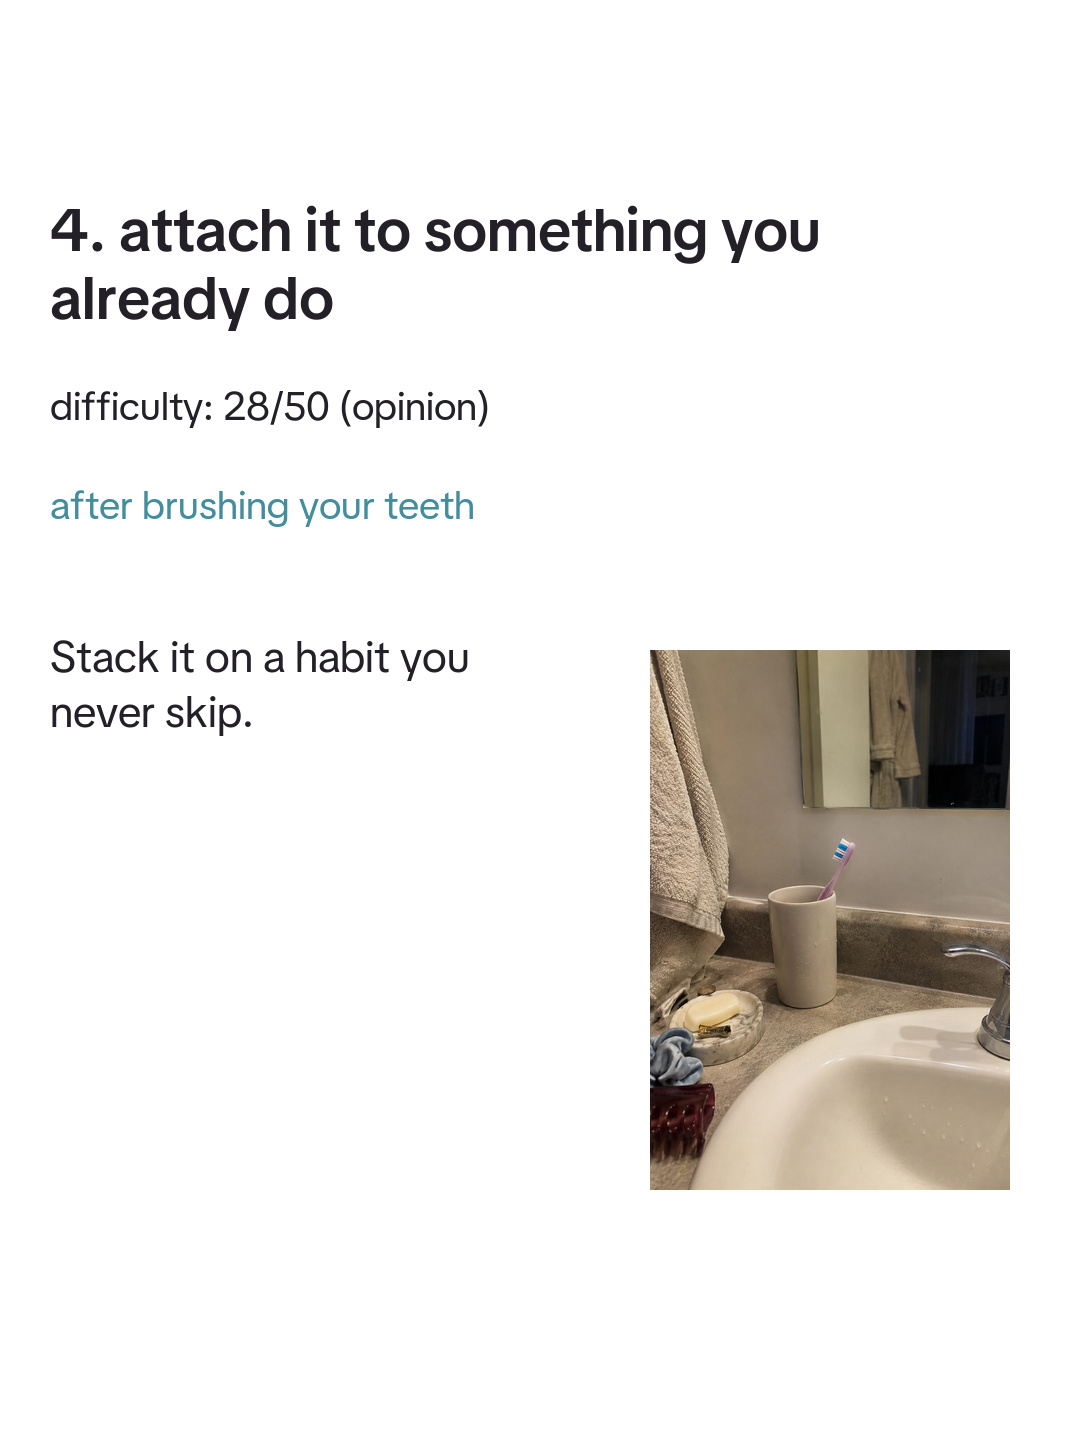 4. attach it to something you
already do
difficulty: 28/50 (opinion)
after brushing your teeth
Stack it on a habit you
never skip.